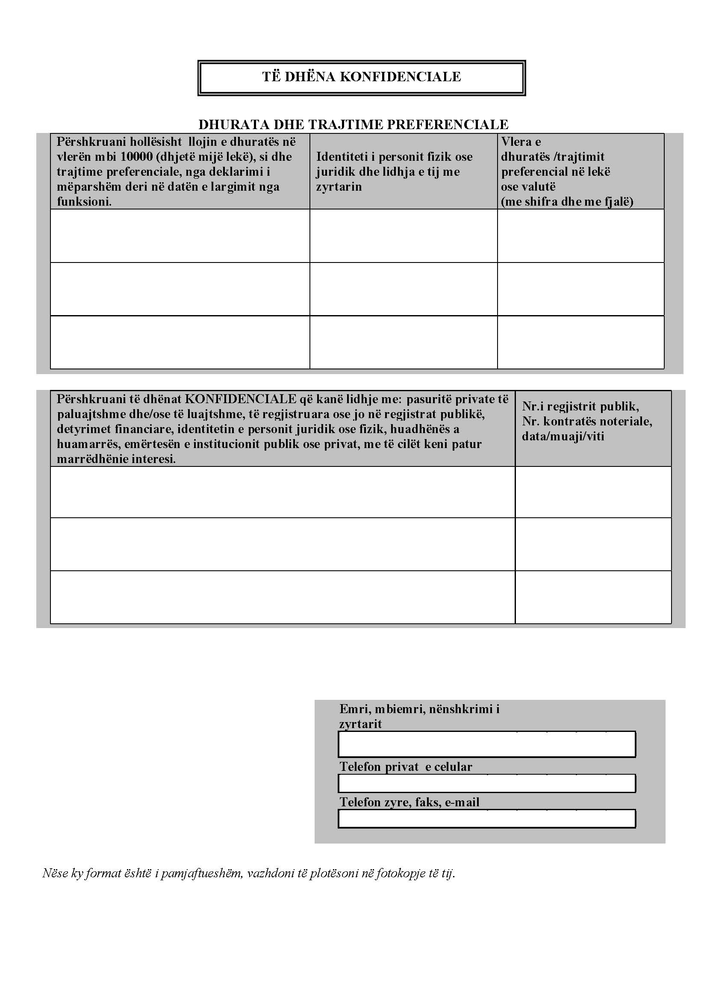 TË DHËNA KONFIDENCIALE
DHURATA DHE TRAJTIME PREFERENCIALE
Përshkruani hollësisht llojin e dhuratës në
vlerën mbi 10000 (dhjetë mijë lekë), si dhe
trajtime preferenciale, nga deklarimi i
mëparshëm deri në datën e largimit nga
funksioni.
Identiteti i personit fizik ose
juridik dhe lidhja e tij me
zyrtarin
Vlera e
dhuratës /trajtimit
preferencial në lekë
ose valutë
(me shifra dhe me fjalë)
Përshkruani të dhënat KONFIDENCIALE që kanë lidhje me: pasuritë private të
paluajtshme dhe/ose të luajtshme, të regjistruara ose jo në regjistrat publikë,
detyrimet financiare, identitetin e personit juridik ose fizik, huadhënës a
huamarrës, emërtesën e institucionit publik ose privat, me të cilët keni patur
marrëdhënie interesi.
Nr.i regjistrit publik,
Nr. kontratës noteriale,
data/muaji/viti
Emri, mbiemri, nënshkrimi i
zyrtarit
Telefon privat e celular
Telefon zyre, faks, e-mail
Nëse ky format është i pamjaftueshëm, vazhdoni të plotësoni në fotokopje të tij.